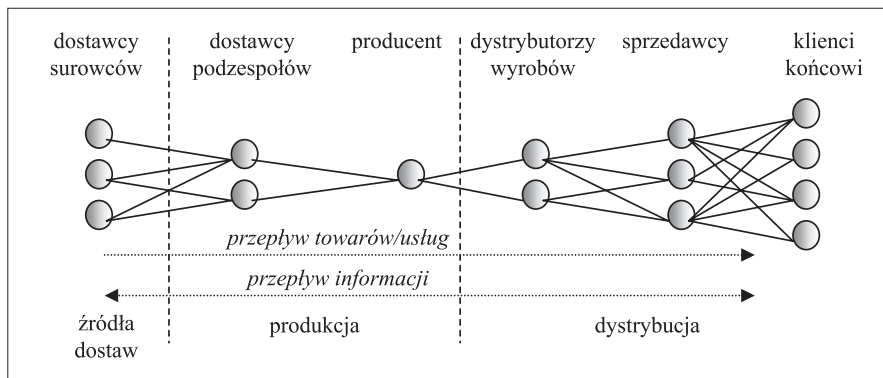 dostawcy
surowców
dostawcy
podzespołów
producent
dystrybutorzy
wyrobów
sprzedawcy
klienci
końcowi
przepływ towarów/usług
przepływ informacji
źródła
dostaw
produkcja
dystrybucja